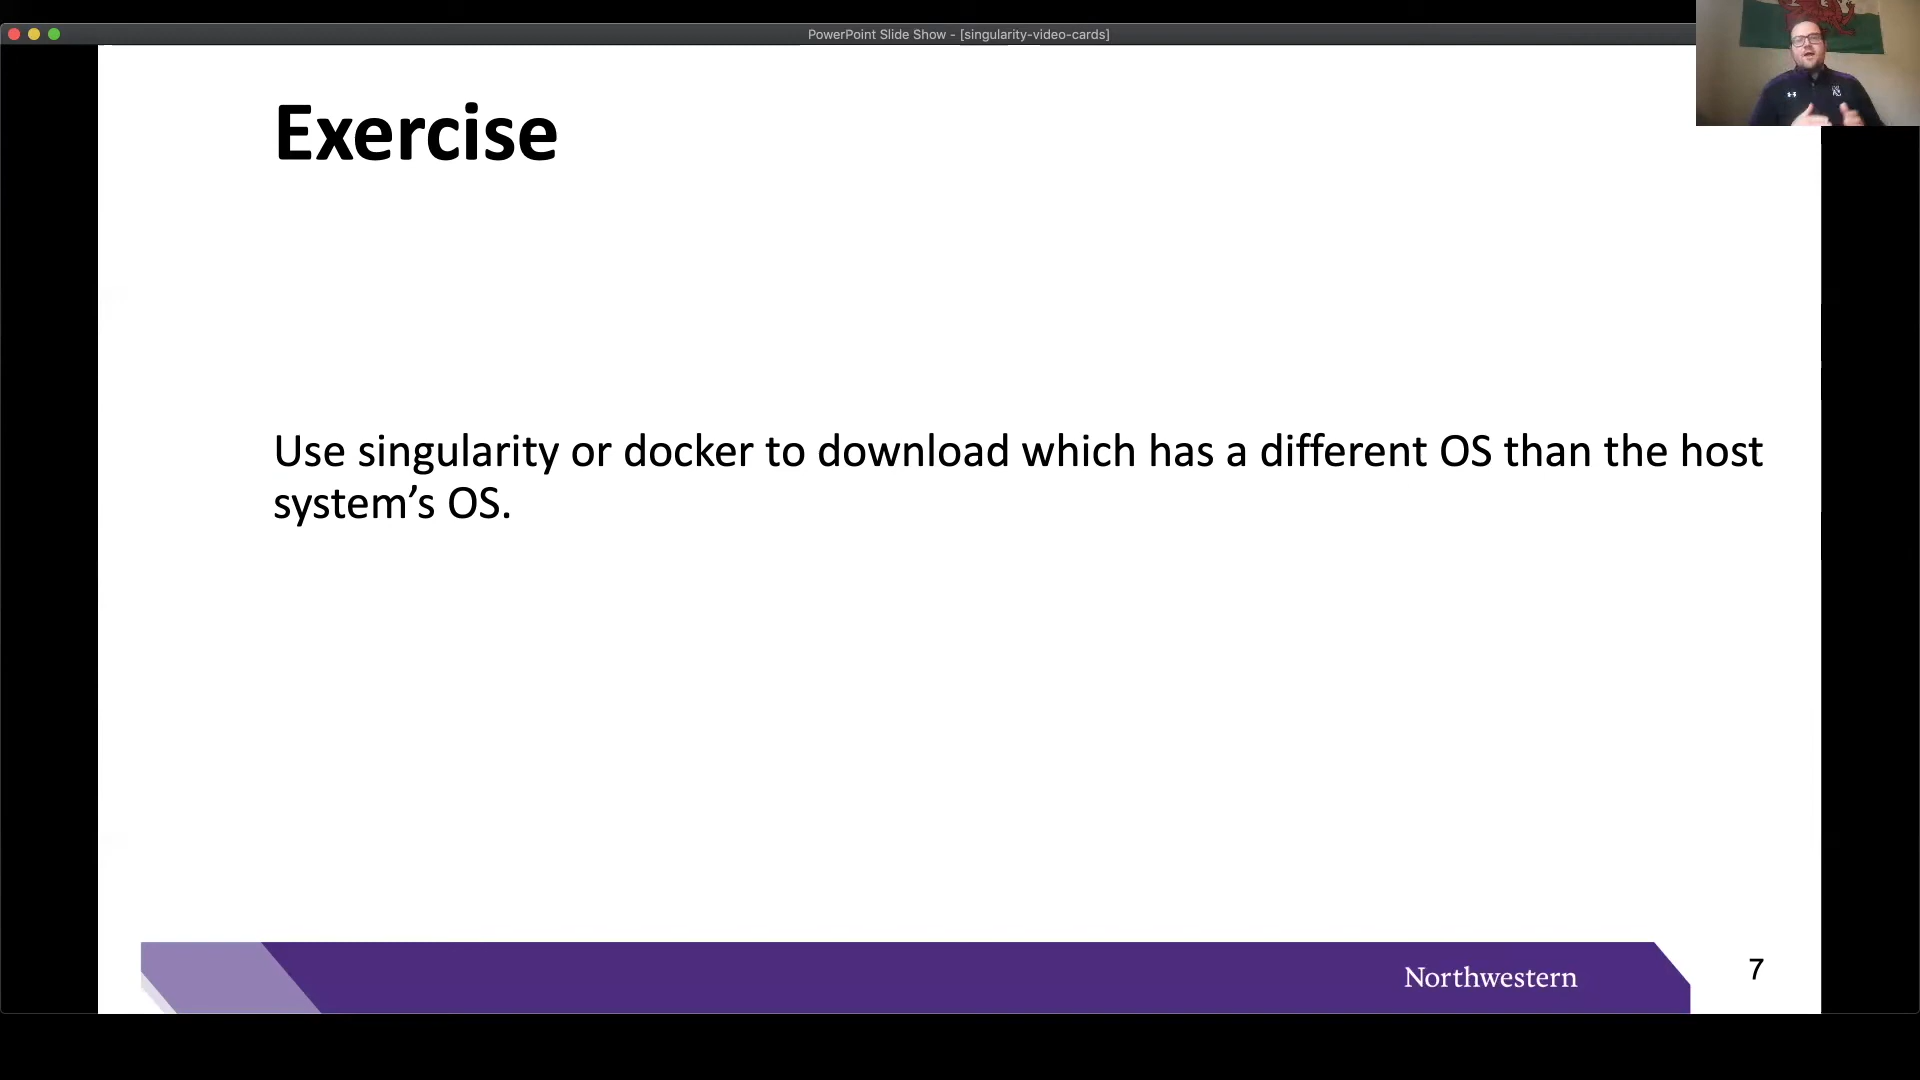 PowerPoint Slide Show - [singularity-video-cards]
Exercise
Use singularity or docker to download which has a different OS than the host
system’s OS.
Northwestern
7